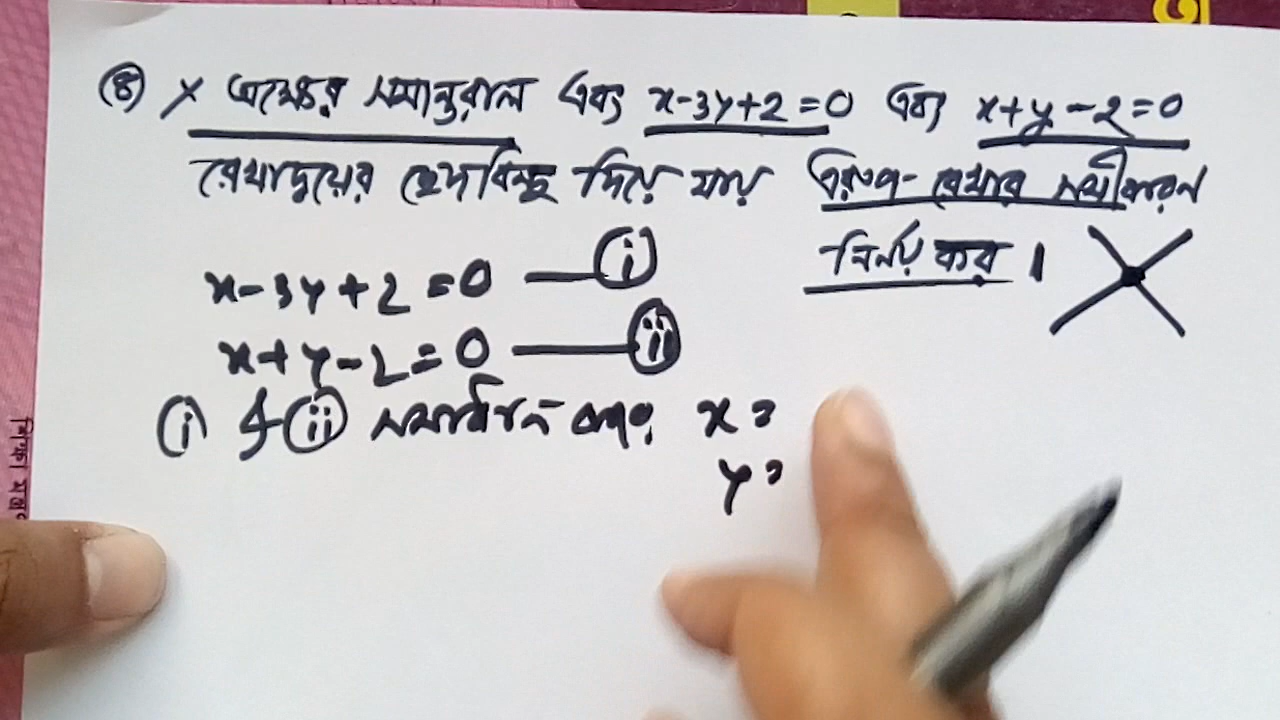 (৪) x অক্ষের সমান্তরাল এবং x-3y+2=0 এবং x+y-2=0
রেখাদ্বয়ের ছেদবিন্দু দিয়ে যায় এরূপ রেখার সমীকরণ
নির্ণয় কর ।
x-3y+2=0 — (i)
x+y-2=0 — (ii)
(i) & (ii) সমাধান করে x=
y=